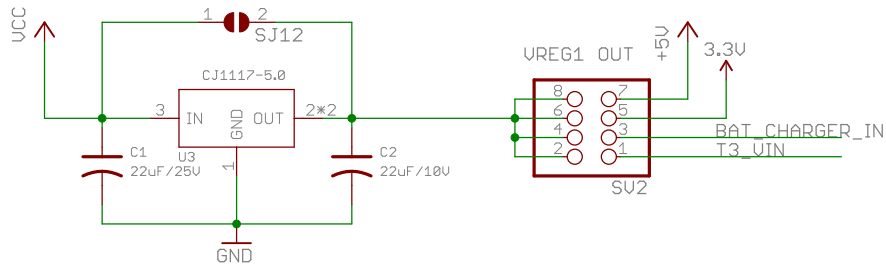 VCC
1 2
SJ12
CJ1117-5.0
3 IN GND OUT 2*2
U3
1
C1
22uF/25V
C2
22uF/10V
GND
VREG1 OUT
+5V
3.3V
8 7
6 5
4 3 BAT_CHARGER_IN
2 1 T3_VIN
SV2